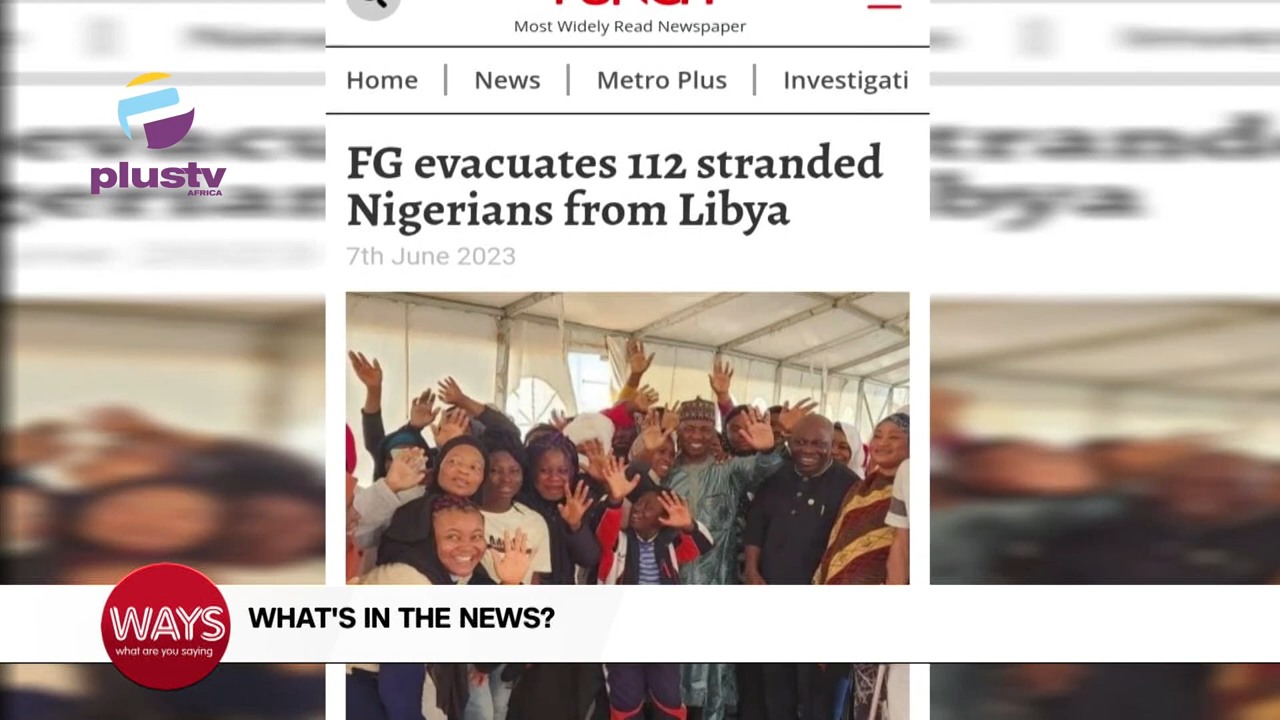 Most Widely Read Newspaper
Home | News | Metro Plus | Investigati
plustv
AFRICA
FG evacuates 112 stranded
Nigerians from Libya
7th June 2023
WAYS
what are you saying
WHAT'S IN THE NEWS?